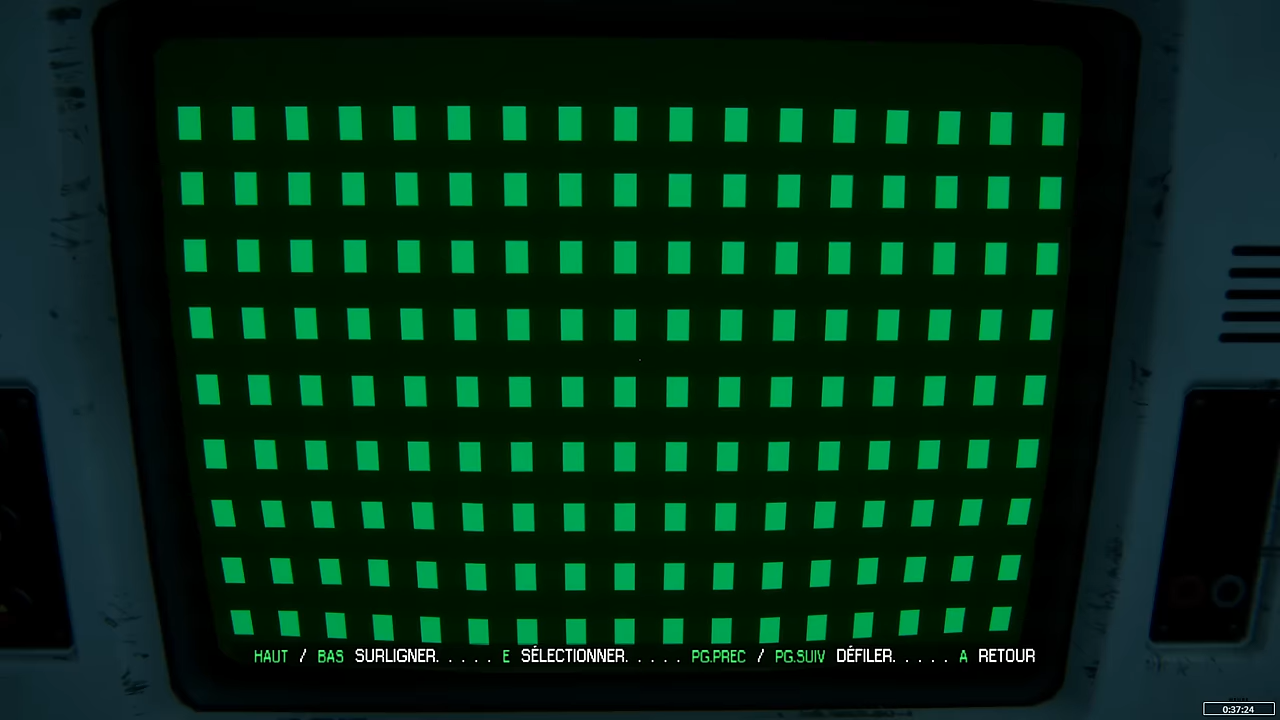 HAUT / BAS SURLIGNER. . . . . E SÉLECTIONNER. . . . . PG.PREC / PG.SUIV DÉFILER. . . . . A RETOUR
0:37:24